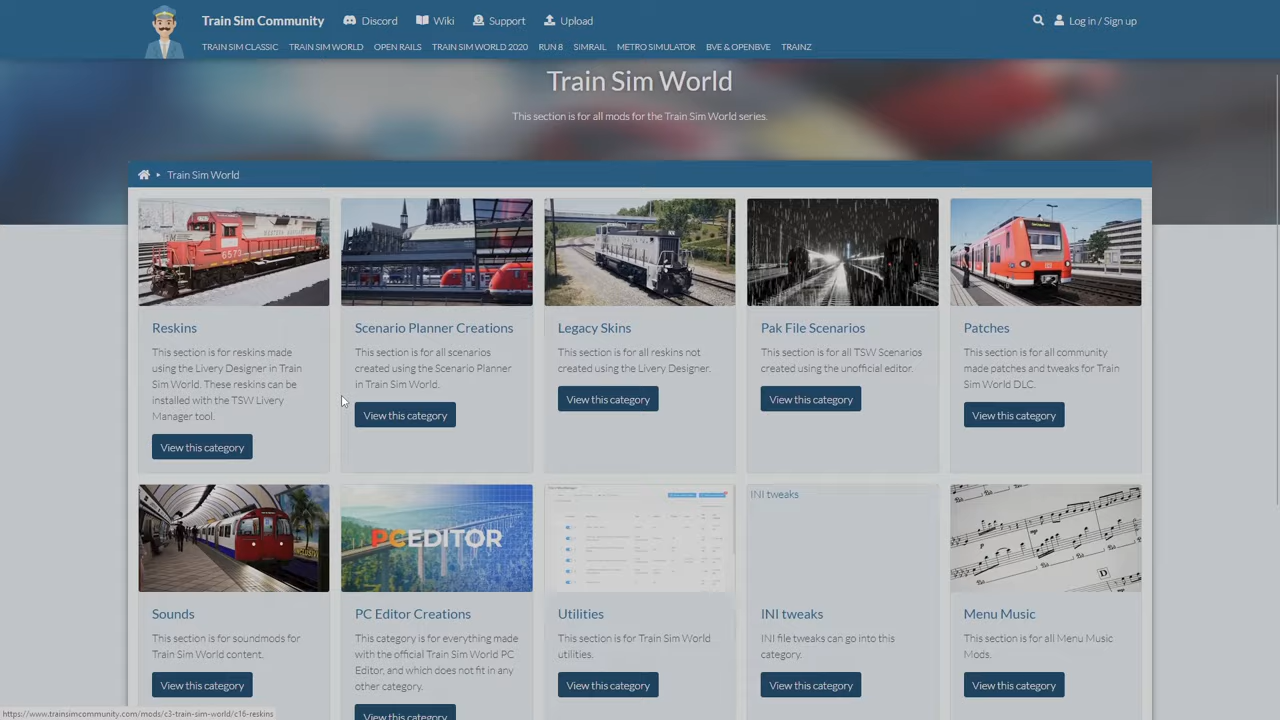 Train Sim Community Discord Wiki Support Upload Log in / Sign up
TRAIN SIM CLASSIC TRAIN SIM WORLD OPEN RAILS TRAIN SIM WORLD 2020 RUN 8 SIMRAIL METRO SIMULATOR BVE & OPENBVE TRAINZ
Train Sim World
This section is for all mods for the Train Sim World series.
Train Sim World
Reskins
This section is for reskins made
using the Livery Designer in Train
Sim World. These reskins can be
installed with the TSW Livery
Manager tool.
View this category
Scenario Planner Creations
This section is for all scenarios
created using the Scenario Planner
in Train Sim World.
View this category
Legacy Skins
This section is for all reskins not
created using the Livery Designer.
View this category
Pak File Scenarios
This section is for all TSW Scenarios
created using the unofficial editor.
View this category
Patches
This section is for all community
made patches and tweaks for Train
Sim World DLC.
View this category
Sounds
This section is for soundmods for
Train Sim World content.
View this category
PCEDITOR
PC Editor Creations
This category is for everything made
with the official Train Sim World PC
Editor, and which does not fit in any
other category.
View this category
Utilities
This section is for Train Sim World
utilities.
View this category
INI tweaks
INI tweaks
INI file tweaks can go into this
category.
View this category
Menu Music
This section is for all Menu Music
Mods.
View this category
https://www.trainsimcommunity.com/mods/c3-train-sim-world/c16-reskins